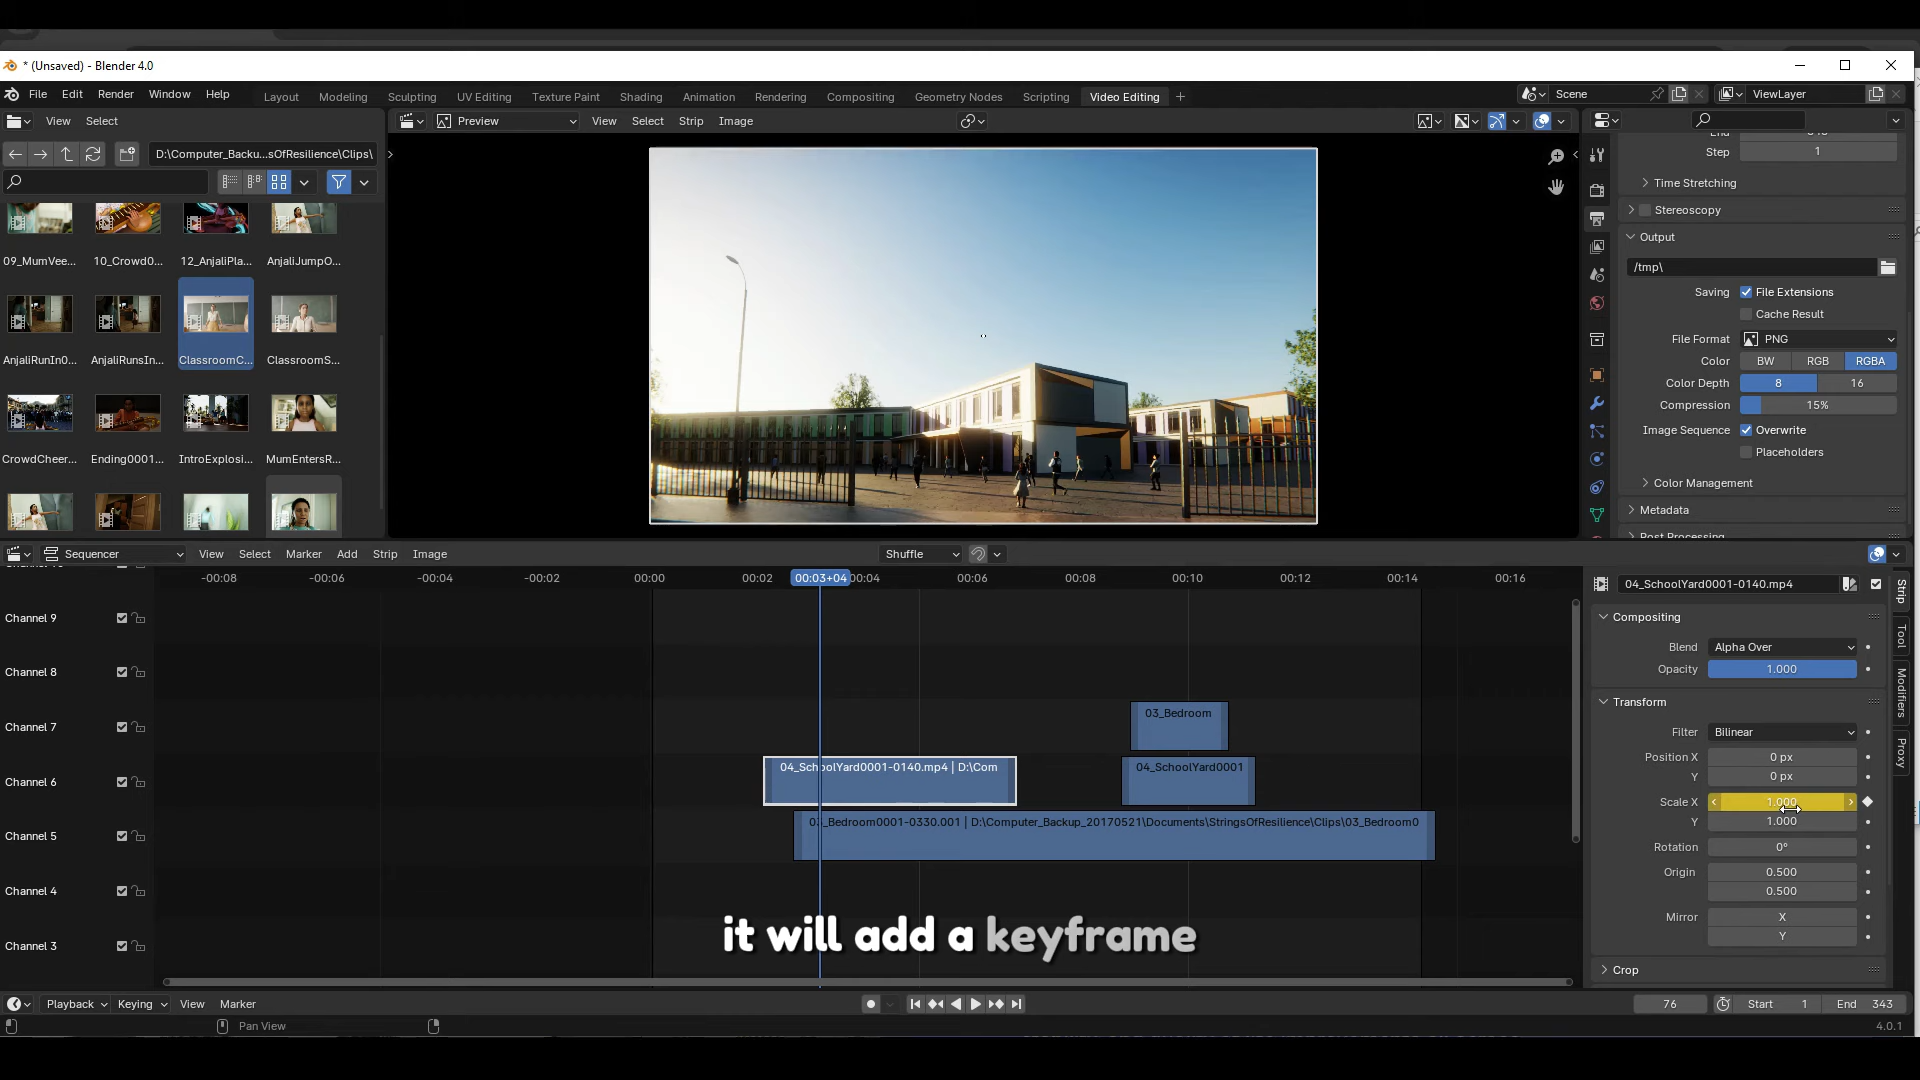 * (Unsaved) - Blender 4.0
File Edit Render Window Help
Layout Modeling Sculpting UV Editing Texture Paint Shading Animation Rendering Compositing Geometry Nodes Scripting Video Editing +
Scene
ViewLayer
View Select
Preview
View Select Strip Image
D:\Computer_Backu...sOfResilience\Clips\
Step 1
Time Stretching
Stereoscopy
Output
/tmp\
Saving File Extensions
Cache Result
File Format PNG
Color BW RGB RGBA
Color Depth 8 16
Compression 15%
Image Sequence Overwrite
Placeholders
Color Management
Metadata
Post Processing
09_MumVee... 10_Crowd0... 12_AnjaliPla... AnjaliJumpO...
AnjaliRunIn0... AnjaliRunsIn... ClassroomC... ClassroomS...
CrowdCheer... Ending0001... IntroExplosi... MumEntersR...
Sequencer
View Select Marker Add Strip Image
Shuffle
-00:08 -00:06 -00:04 -00:02 00:00 00:02 00:03+04 00:04 00:06 00:08 00:10 00:12 00:14 00:16
Channel 9
Channel 8
Channel 7
Channel 6
Channel 5
Channel 4
Channel 3
03_Bedroom
04_SchoolYard0001-0140.mp4 | D:\Com
04_SchoolYard0001
03_Bedroom0001-0330.001 | D:\Computer_Backup_20170521\Documents\StringsOfResilience\Clips\03_Bedroom0
04_SchoolYard0001-0140.mp4
Compositing
Blend Alpha Over
Opacity 1.000
Transform
Filter Bilinear
Position X 0 px
Y 0 px
Scale X 1.000
Y 1.000
Rotation 0°
Origin 0.500
0.500
Mirror X
Y
Crop
Strip
Tool
Modifiers
Proxy
it will add a keyframe
Playback Keying View Marker
76 Start 1 End 343
Pan View
4.0.1